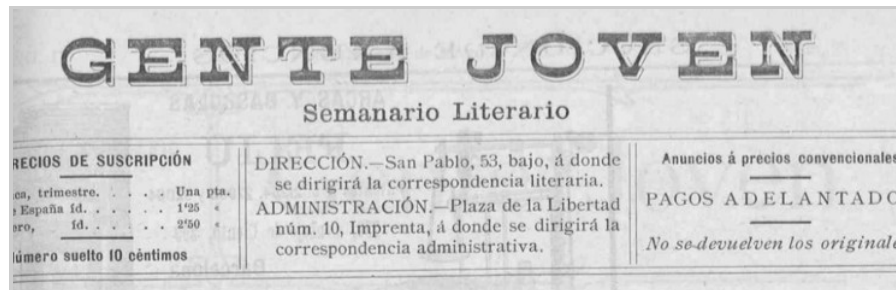 GENTE JOVEN
Semanario Literario
RECIOS DE SUSCRIPCIÓN
ca, trimestre. . . . . Una pta.
e España íd. . . . . . 1'25 «
ero, íd. . . . . . 2'50 «
úmero suelto 10 céntimos
DIRECCIÓN.—San Pablo, 53, bajo, á donde
se dirigirá la correspondencia literaria.
ADMINISTRACIÓN.—Plaza de la Libertad
núm. 10, Imprenta, á donde se dirigirá la
correspondencia administrativa.
Anuncios á precios convencionales
PAGOS ADELANTADO
No se devuelven los originale